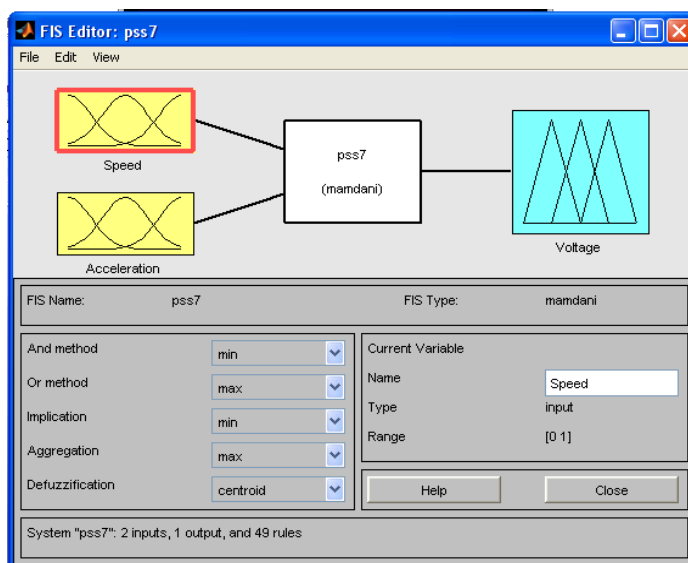 FIS Editor: pss7
File Edit View
Speed
Acceleration
pss7
(mamdani)
Voltage
FIS Name: pss7 FIS Type: mamdani
And method min
Or method max
Implication min
Aggregation max
Defuzzification centroid
Current Variable
Name Speed
Type input
Range [0 1]
Help Close
System "pss7": 2 inputs, 1 output, and 49 rules